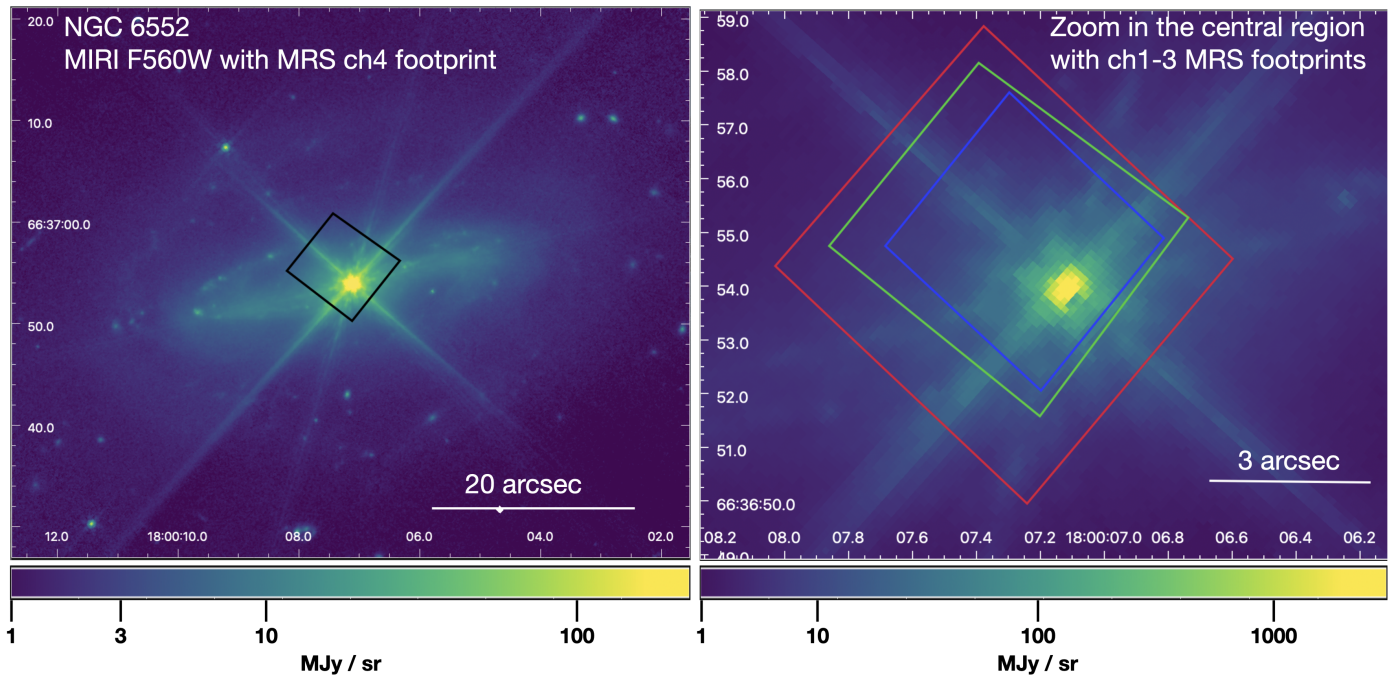 NGC 6552
MIRI F560W with MRS ch4 footprint
20.0
10.0
66:37:00.0
50.0
40.0
20 arcsec
12.0 18:00:10.0 08.0 06.0 04.0 02.0
1 3 10 100
MJy / sr
Zoom in the central region
with ch1-3 MRS footprints
59.0
58.0
57.0
56.0
55.0
54.0
53.0
52.0
51.0
66:36:50.0
49.0
3 arcsec
08.2 08.0 07.8 07.6 07.4 07.2 18:00:07.0 06.8 06.6 06.4 06.2
1 10 100 1000
MJy / sr